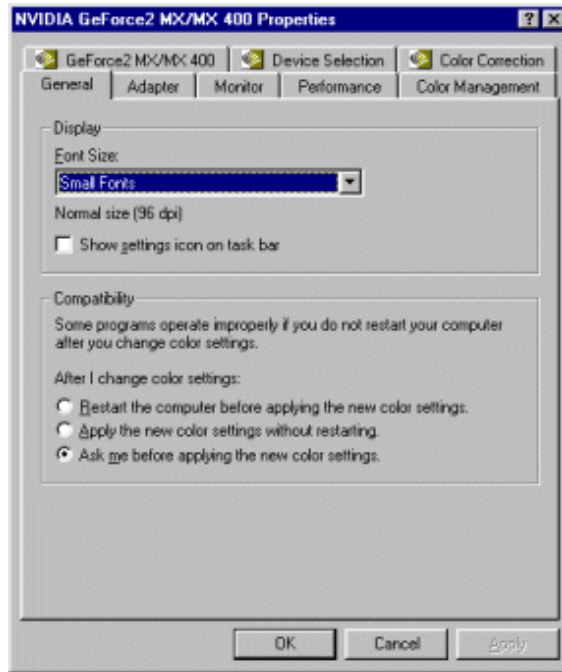 NVIDIA GeForce2 MX/MX 400 Properties
GeForce2 MX/MX 400 Device Selection Color Correction
General Adapter Monitor Performance Color Management
Display
Font Size:
Small Fonts
Normal size (96 dpi)
Show settings icon on task bar
Compatibility
Some programs operate improperly if you do not restart your computer
after you change color settings.
After I change color settings:
Restart the computer before applying the new color settings.
Apply the new color settings without restarting.
Ask me before applying the new color settings.
OK Cancel Apply